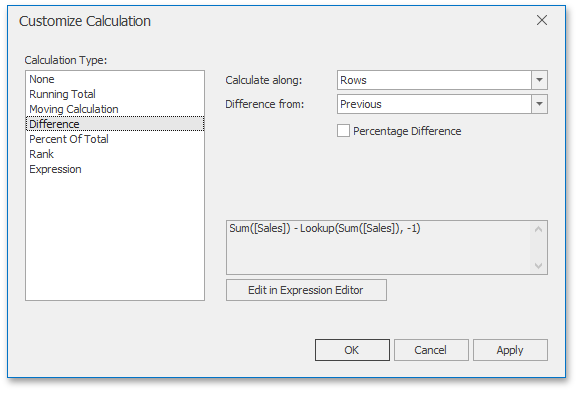 Customize Calculation
Calculation Type:
None
Running Total
Moving Calculation
Difference
Percent Of Total
Rank
Expression
Calculate along:
Rows
Difference from:
Previous
Percentage Difference
Sum([Sales]) - Lookup(Sum([Sales]), -1)
Edit in Expression Editor
OK
Cancel
Apply